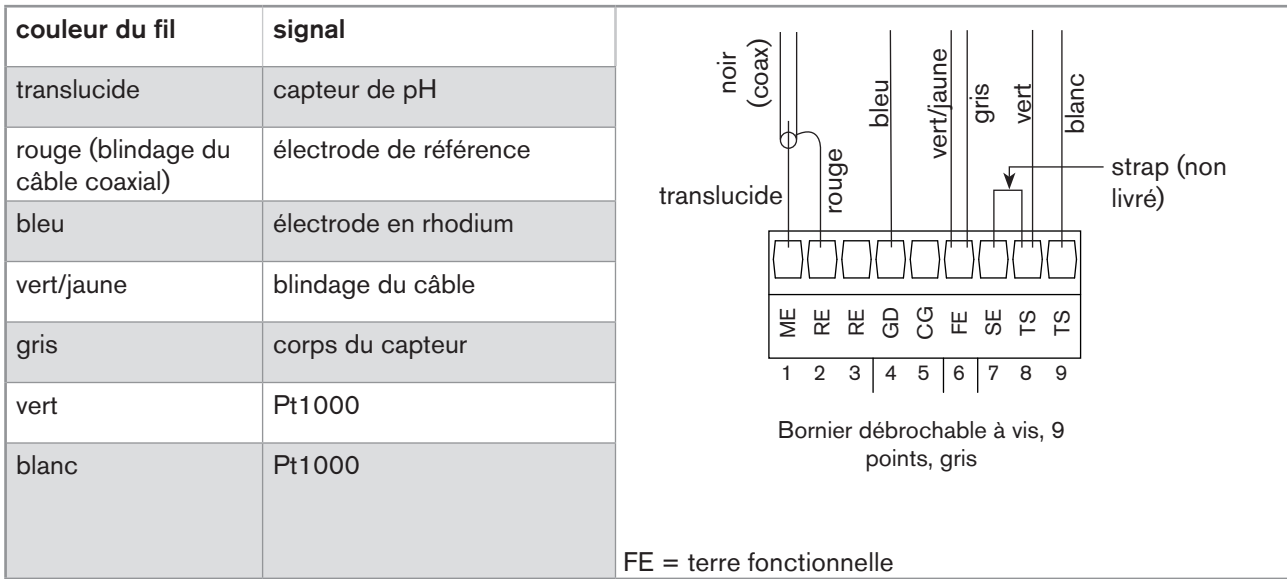 couleur du fil
signal
translucide
capteur de pH
rouge (blindage du
câble coaxial)
électrode de référence
bleu
électrode en rhodium
vert/jaune
blindage du câble
gris
corps du capteur
vert
Pt1000
blanc
Pt1000
noir
(coax)
bleu
vert/jaune
gris
vert
blanc
translucide
rouge
strap (non
livré)
ME RE RE GD CG FE SE TS TS
1 2 3 4 5 6 7 8 9
Bornier débrochable à vis, 9
points, gris
FE = terre fonctionnelle